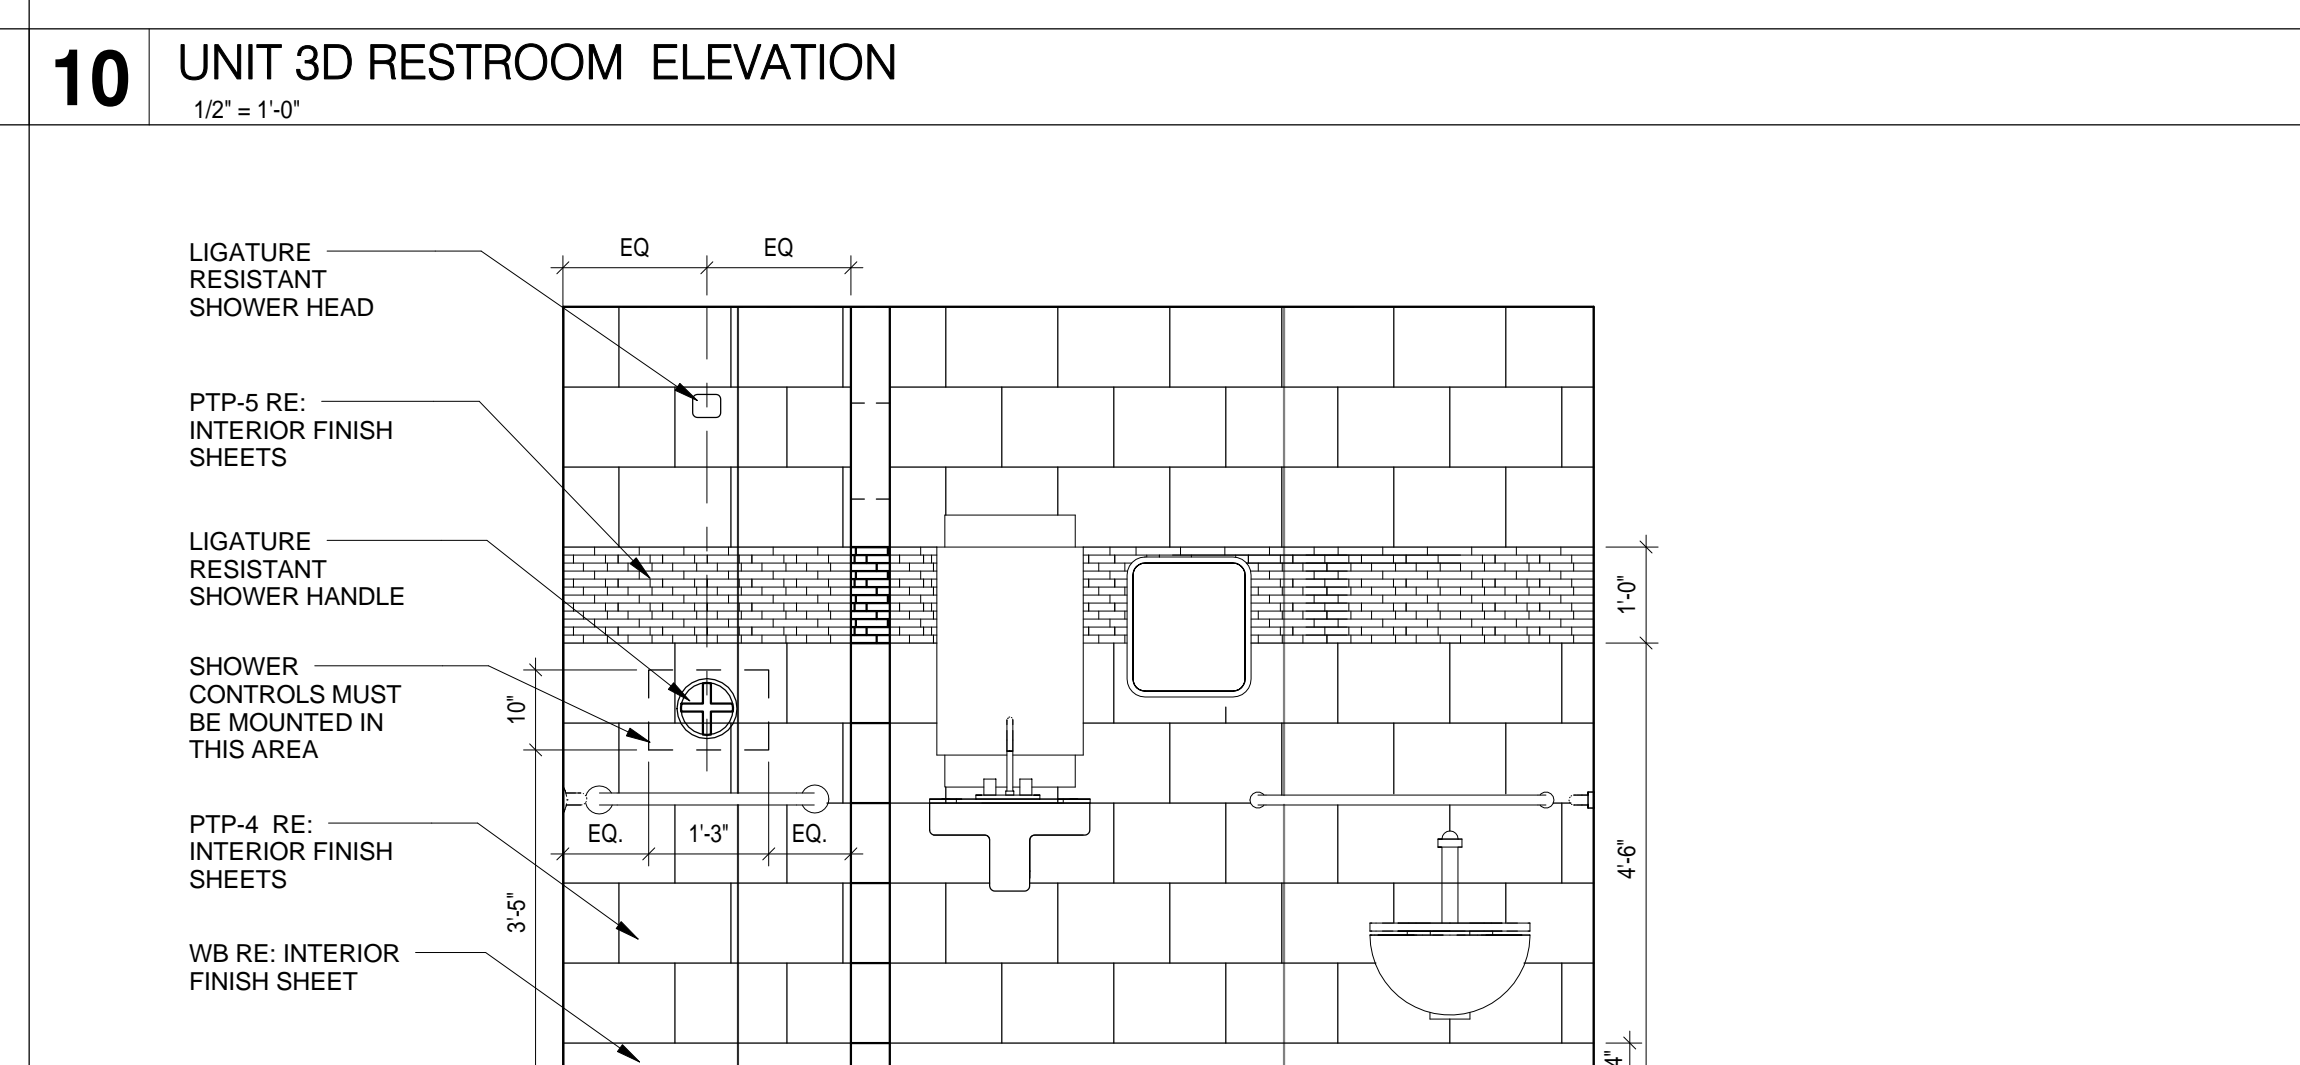 10
UNIT 3D RESTROOM ELEVATION
1/2" = 1'-0"
EQ
EQ
LIGATURE
RESISTANT
SHOWER HEAD
PTP-5 RE:
INTERIOR FINISH
SHEETS
LIGATURE
RESISTANT
SHOWER HANDLE
1'-0"
SHOWER
CONTROLS MUST
BE MOUNTED IN
THIS AREA
10"
PTP-4 RE:
INTERIOR FINISH
SHEETS
EQ.
1'-3"
EQ.
4'-6"
3'-5"
WB RE: INTERIOR
FINISH SHEET
4"